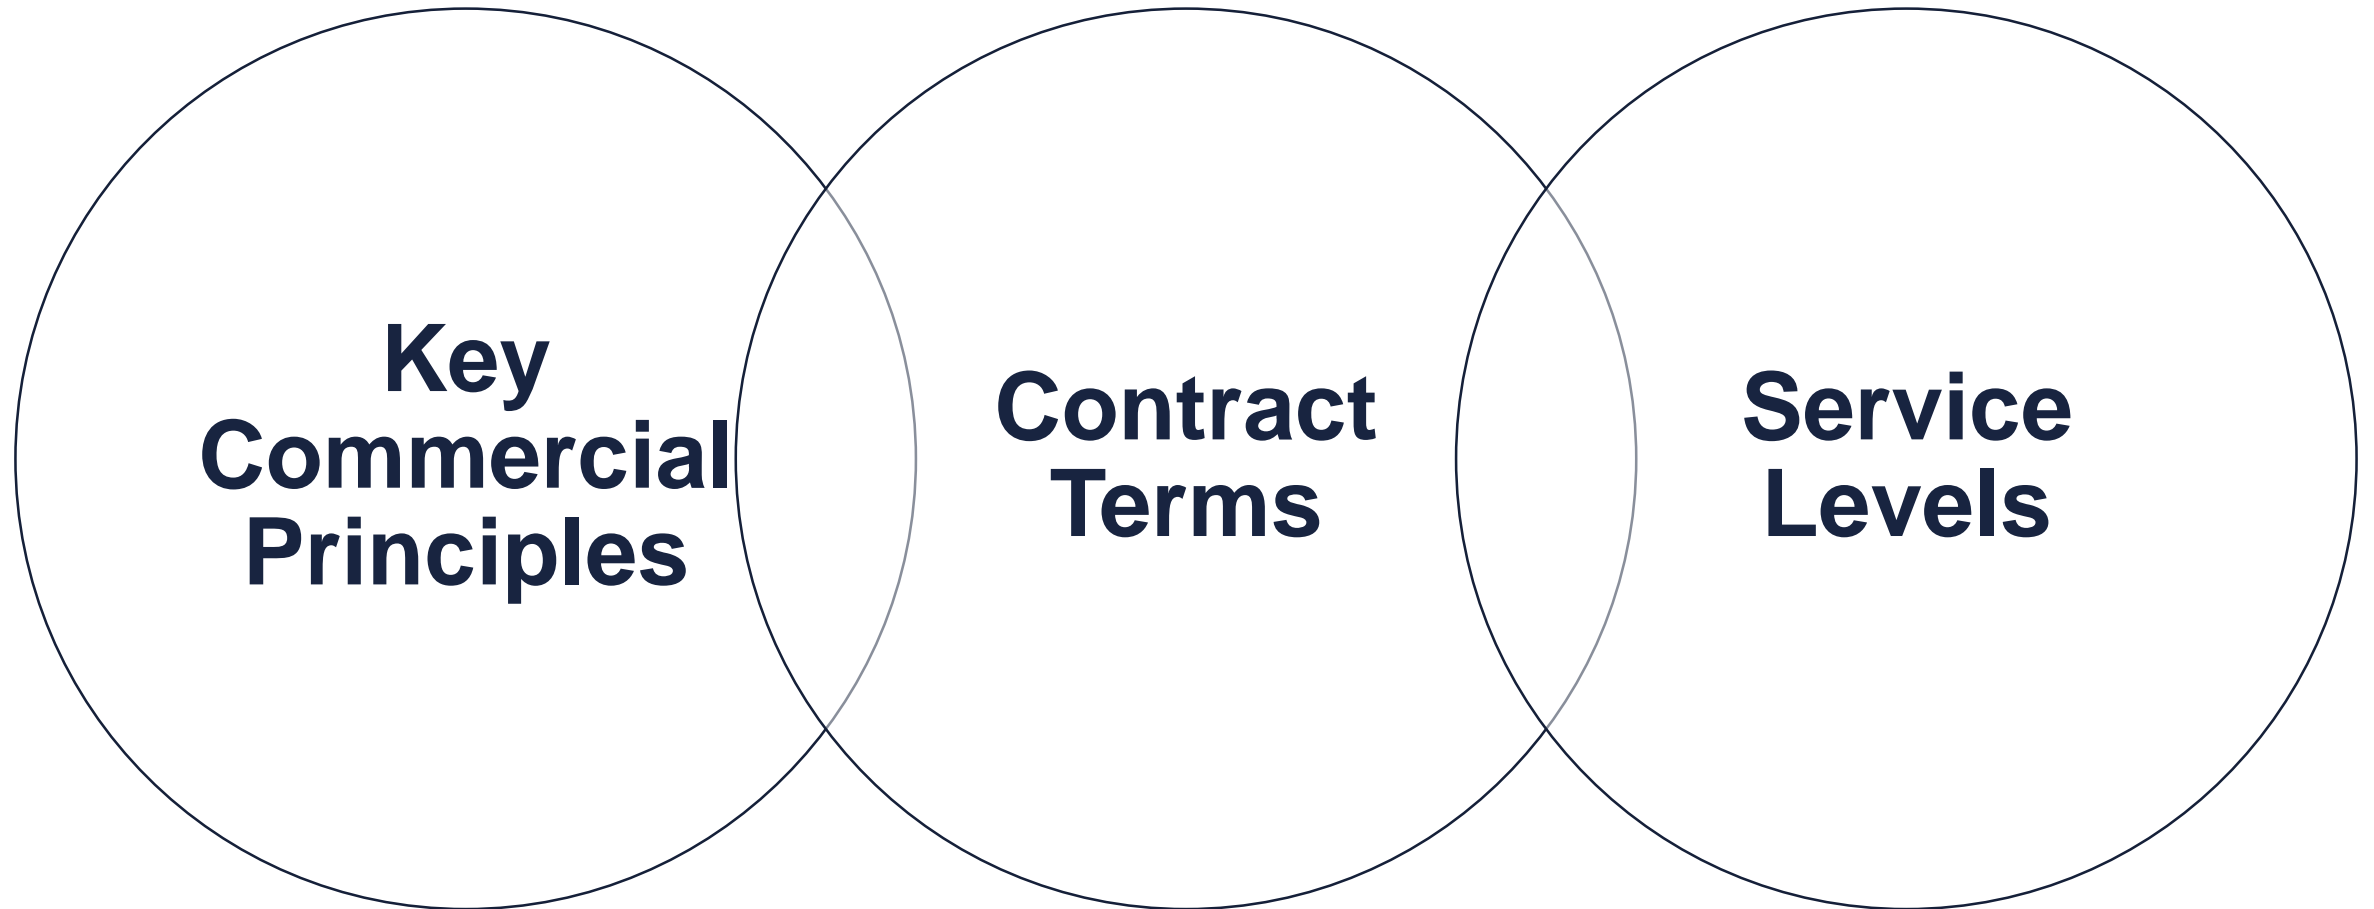 Key
Commercial
Principles
Contract
Terms
Service
Levels